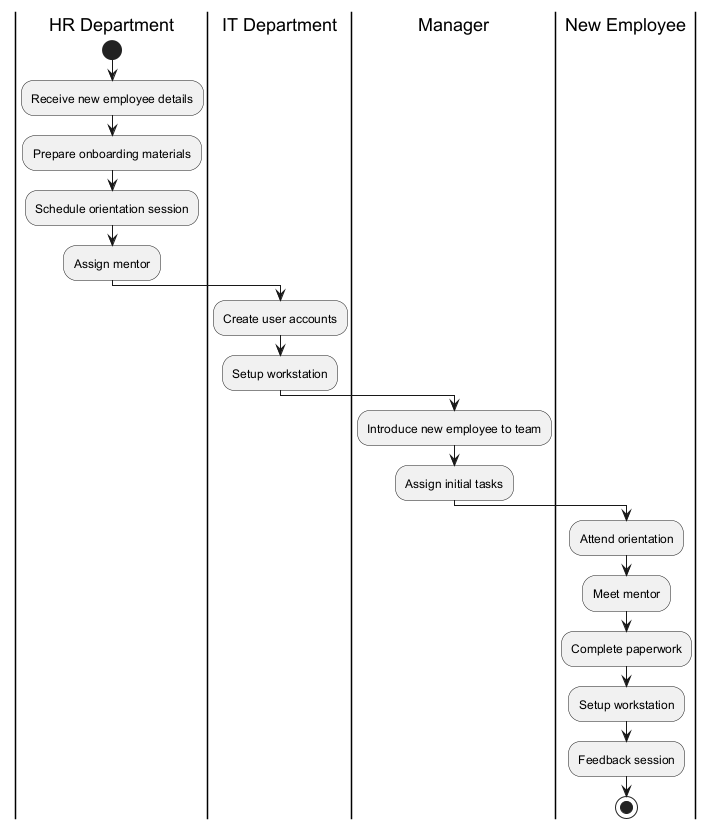 HR Department
IT Department
Manager
New Employee
Receive new employee details
Prepare onboarding materials
Schedule orientation session
Assign mentor
Create user accounts
Setup workstation
Introduce new employee to team
Assign initial tasks
Attend orientation
Meet mentor
Complete paperwork
Setup workstation
Feedback session